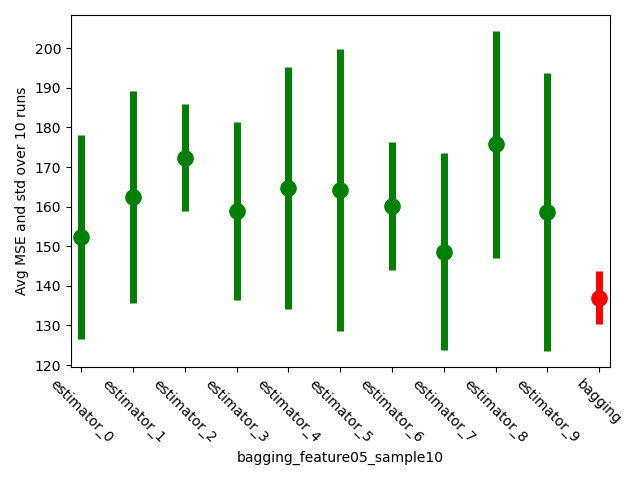 Avg MSE and std over 10 runs
200
190
180
170
160
150
140
130
120
estimator_0
estimator_1
estimator_2
estimator_3
estimator_4
estimator_5
estimator_6
estimator_7
estimator_8
estimator_9
bagging
bagging_feature05_sample10